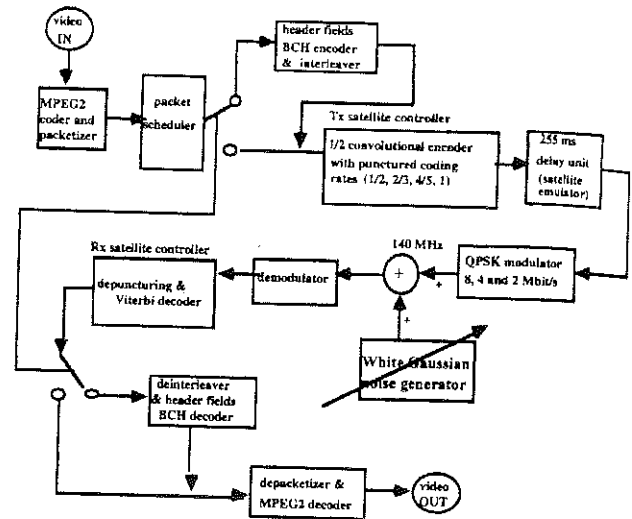 video
IN
header fields
BCH encoder
& interleaver
MPEG2
coder and
packetizer
packet
scheduler
Tx satellite controller
1/2 convolutional encoder
with punctured coding
rates (1/2, 2/3, 4/5, 1)
255 ms
delay unit
(satellite
emulator)
Rx satellite controller
140 MHz
depuncturing &
Viterbi decoder
demodulator
+
+
QPSK modulator
8, 4 and 2 Mbit/s
+
White Gaussian
noise generator
deinterleaver
& header fields
BCH decoder
depacketizer &
MPEG2 decoder
video
OUT